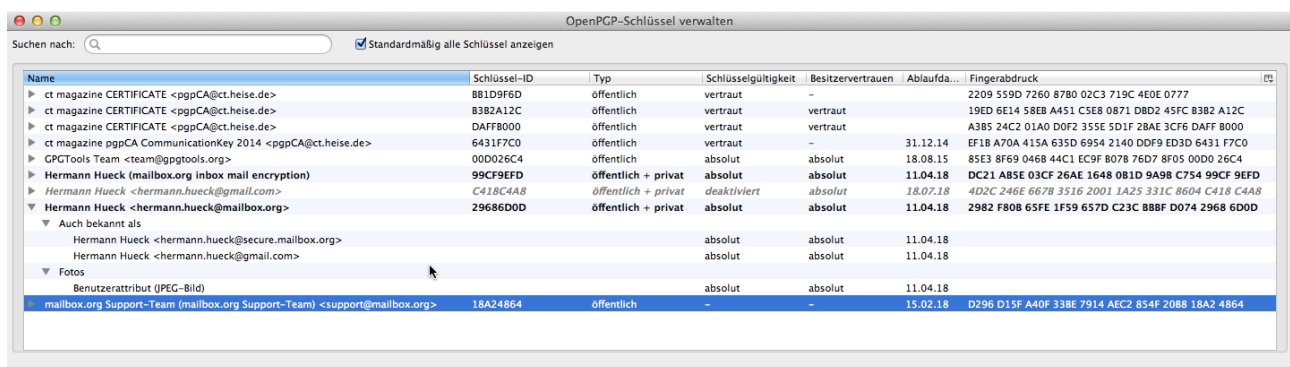 OpenPGP-Schlüssel verwalten
Suchen nach: Standardmäßig alle Schlüssel anzeigen
Name Schlüssel-ID Typ Schlüsselgültigkeit Besitzervertrauen Ablaufda... Fingerabdruck
ct magazine CERTIFICATE <pgpCA@ct.heise.de> BB1D9F6D öffentlich vertraut – 2209 559D 7260 87B0 02C3 719C 4E0E 0777
ct magazine CERTIFICATE <pgpCA@ct.heise.de> B3B2A12C öffentlich vertraut vertraut 19ED 6E14 58EB A451 C5E8 0871 DBD2 45FC B3B2 A12C
ct magazine CERTIFICATE <pgpCA@ct.heise.de> DAFFB000 öffentlich vertraut vertraut A3B5 24C2 01A0 D0F2 355E 5D1F 2BAE 3CF6 DAFF B000
ct magazine pgpCA CommunicationKey 2014 <pgpCA@ct.heise.de> 6431F7C0 öffentlich vertraut – 31.12.14 EF1B A70A 415A 635D 6954 2140 DDF9 ED3D 6431 F7C0
GPGTools Team <team@gpgtools.org> 00D026C4 öffentlich absolut absolut 18.08.15 85E3 8F69 046B 44C1 EC9F B07B 76D7 8F05 00D0 26C4
Hermann Hueck (mailbox.org inbox mail encryption) 99CF9EFD öffentlich + privat absolut absolut 11.04.18 DC21 AB5E 03CF 26AE 1648 0B1D 9A9B C754 99CF 9EFD
Hermann Hueck <hermann.hueck@gmail.com> C418C4A8 öffentlich + privat deaktiviert absolut 18.07.18 4D2C 246E 667B 3516 2001 1A25 331C 8604 C418 C4A8
Hermann Hueck <hermann.hueck@mailbox.org> 29686D0D öffentlich + privat absolut absolut 11.04.18 2982 F80B 65FE 1F59 657D C23C BBBF D074 2968 6D0D
Auch bekannt als
Hermann Hueck <hermann.hueck@secure.mailbox.org> absolut absolut 11.04.18
Hermann Hueck <hermann.hueck@gmail.com> absolut absolut 11.04.18
Fotos
Benutzerattribut (JPEG-Bild) absolut absolut 11.04.18
mailbox.org Support-Team (mailbox.org Support-Team) <support@mailbox.org> 18A24864 öffentlich – – 15.02.18 D296 D15F A40F 33BE 7914 AEC2 854F 20B8 18A2 4864